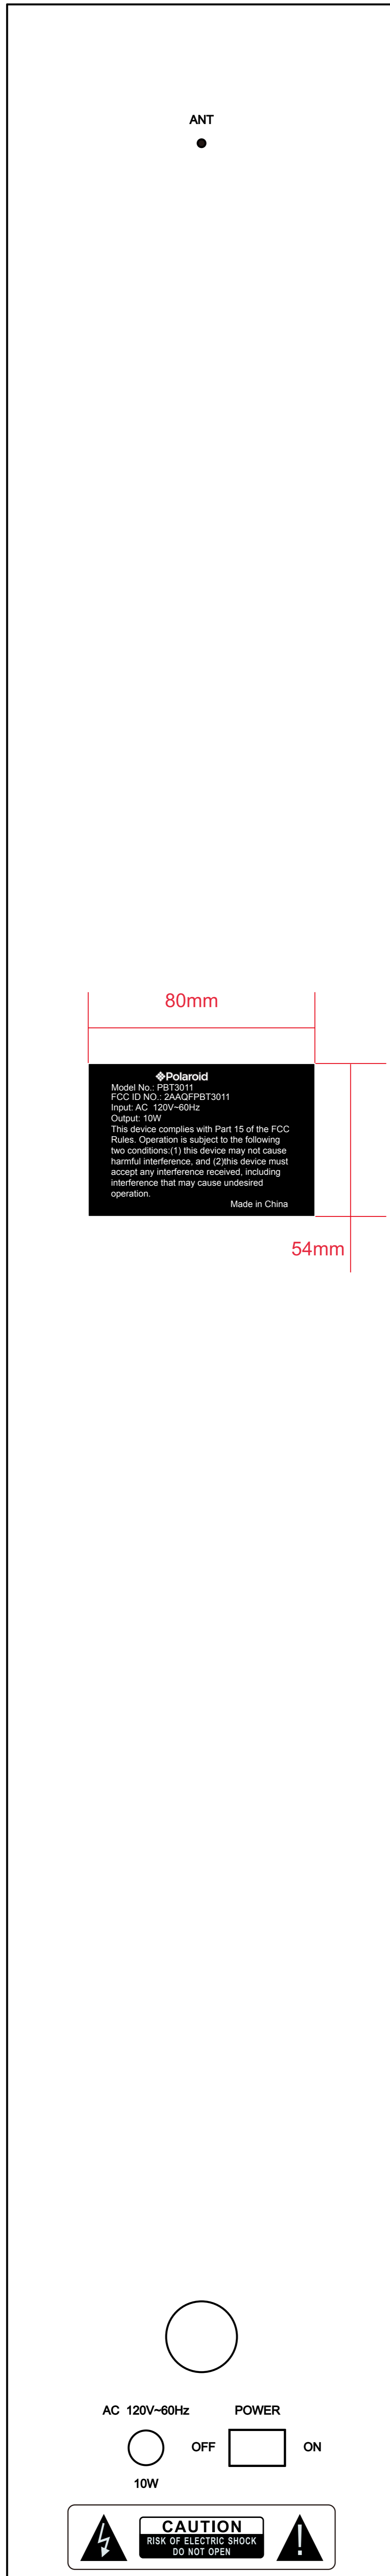 ANT
80mm
Polaroid
Model No.: PBT3011
FCC ID NO.: 2AAQFPBT3011
Input: AC 120V~60Hz
Output: 10W
This device complies with Part 15 of the FCC
Rules. Operation is subject to the following
two conditions:(1) this device may not cause
harmful interference, and (2)this device must
accept any interference received, including
interference that may cause undesired
operation.
Made in China
54mm
AC 120V~60Hz
POWER
OFF
ON
10W
CAUTION
RISK OF ELECTRIC SHOCK
DO NOT OPEN